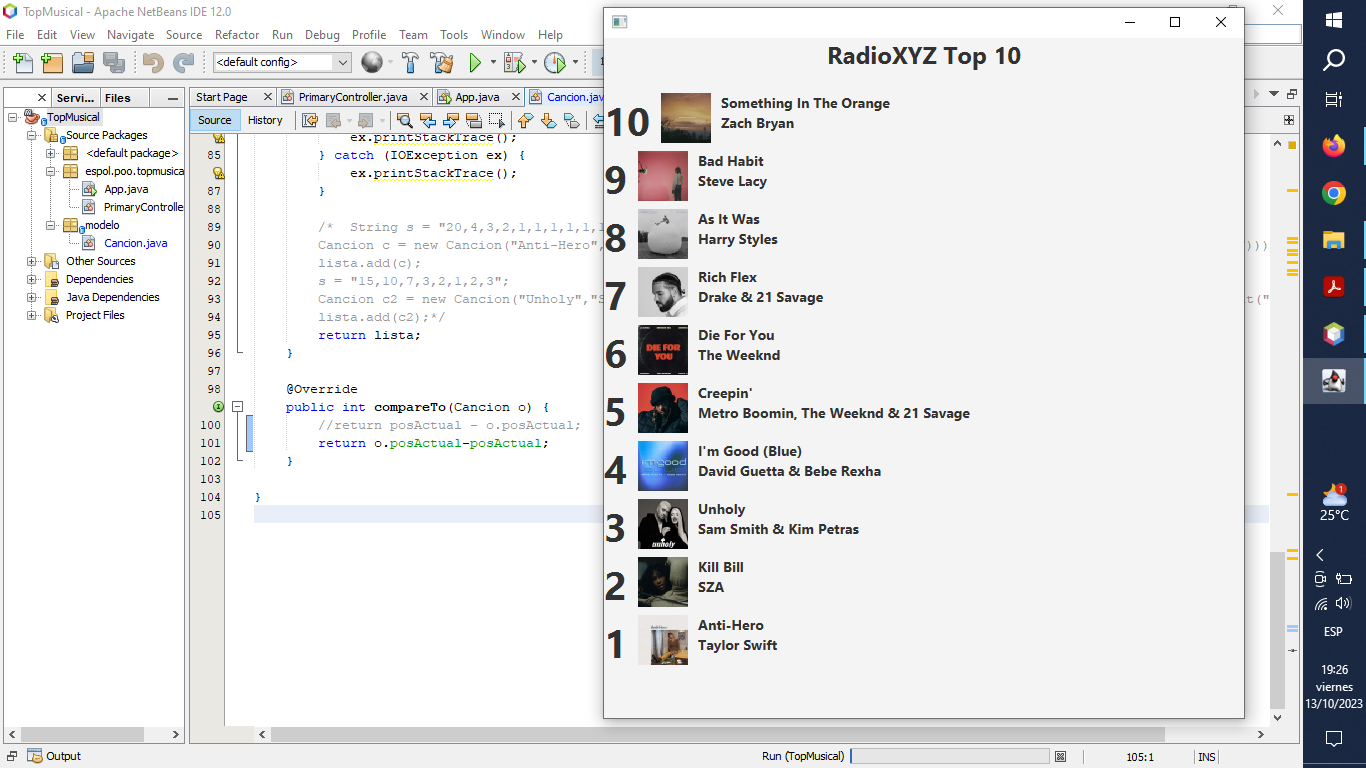 TopMusical - Apache NetBeans IDE 12.0
File Edit View Navigate Source Refactor Run Debug Profile Team Tools Window Help
<default config>
Servi... Files
Start Page PrimaryController.java App.java Cancion.jav
Source History
TopMusical
Source Packages
<default package>
espol.poo.topmusica
App.java
PrimaryControlle
modelo
Cancion.java
Other Sources
Dependencies
Java Dependencies
Project Files
ex.printStackTrace();
85 } catch (IOException ex) {
ex.printStackTrace();
87 }
88
89 /* String s = "20,4,3,2,1,1,1,1,1,1
90 Cancion c = new Cancion("Anti-Hero", )))
91 lista.add(c);
92 s = "15,10,7,3,2,1,2,3";
93 Cancion c2 = new Cancion("Unholy","S t("
94 lista.add(c2);*/
95 return lista;
96 }
97
98 @Override
public int compareTo(Cancion o) {
100 //return posActual - o.posActual;
101 return o.posActual-posActual;
102 }
103
104 }
105
RadioXYZ Top 10
10 Something In The Orange
Zach Bryan
9 Bad Habit
Steve Lacy
8 As It Was
Harry Styles
7 Rich Flex
Drake & 21 Savage
6 Die For You
The Weeknd
DIE FOR
YOU
5 Creepin'
Metro Boomin, The Weeknd & 21 Savage
4 I'm Good (Blue)
David Guetta & Bebe Rexha
3 Unholy
Sam Smith & Kim Petras
unholy
2 Kill Bill
SZA
1 Anti-Hero
Taylor Swift
Output
Run (TopMusical)
105:1 INS
1
25°C
ESP
19:26
viernes
13/10/2023